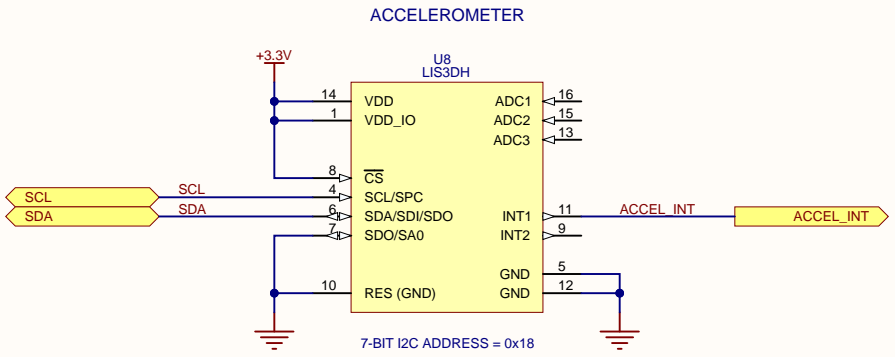 ACCELEROMETER
+3.3V
U8
LIS3DH
14 VDD ADC1 16
1 VDD_IO ADC2 15
ADC3 13
8 CS
SCL SCL 4 SCL/SPC
SDA SDA 6 SDA/SDI/SDO INT1 11 ACCEL_INT ACCEL_INT
7 SDO/SA0 INT2 9
GND 5
10 RES (GND) GND 12
7-BIT I2C ADDRESS = 0x18